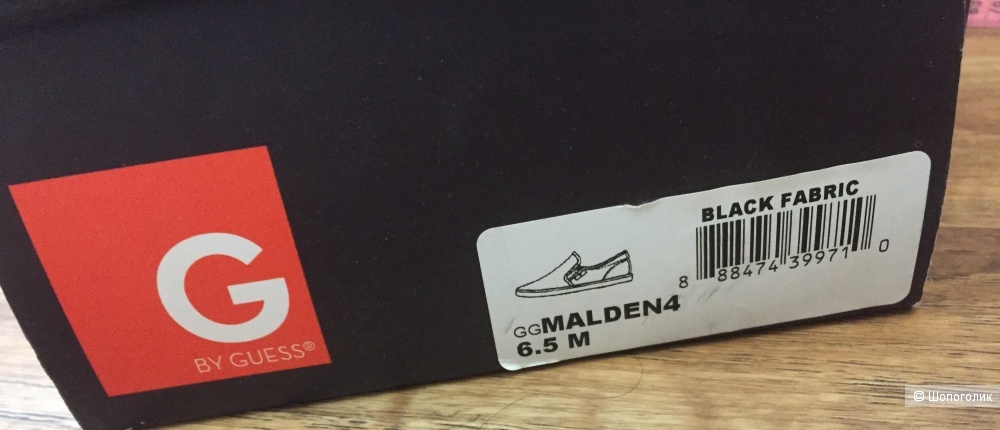 G
BY GUESS®
BLACK FABRIC
8 88474 39971 0
GGMALDEN4
6.5 M
© Шопоголик